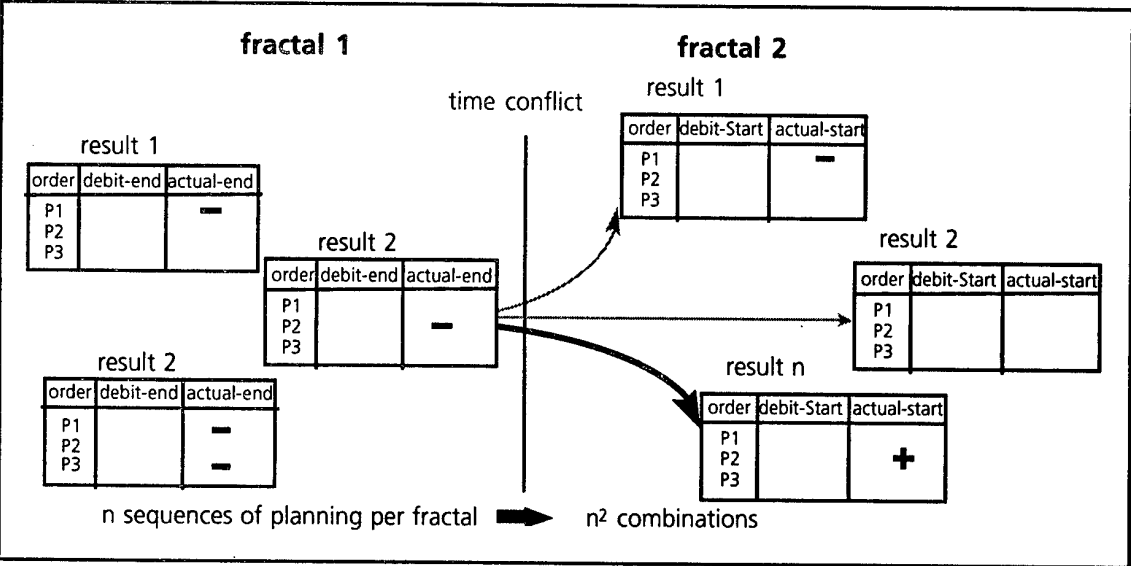 fractal 1
fractal 2
time conflict
result 1
order debit-end actual-end
P1 –
P2
P3
result 2
order debit-end actual-end
P1
P2 –
P3
result 2
order debit-end actual-end
P1 –
P2
P3 –
result 1
order debit-Start actual-start
P1 –
P2
P3
result 2
order debit-Start actual-start
P1
P2
P3
result n
order debit-Start actual-start
P1
P2 +
P3
n sequences of planning per fractal n² combinations